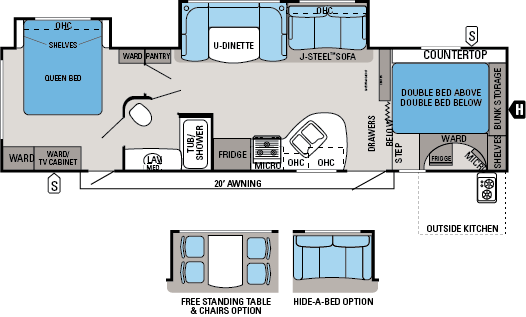 OHC
SHELVES
QUEEN BED
WARD
WARD/
TV CABINET
S
WARD
PANTRY
U-DINETTE
OHC
J-STEEL™SOFA
LAV
MED
TUB/
SHOWER
FRIDGE
MICRO
OHC
OHC
DRAWERS
BELOW
STEP
S
COUNTERTOP
DOUBLE BED ABOVE
DOUBLE BED BELOW
BUNK STORAGE
H
WARD
FRIDGE
MICRO
SHELVES
20' AWNING
OUTSIDE KITCHEN
FREE STANDING TABLE
& CHAIRS OPTION
HIDE-A-BED OPTION